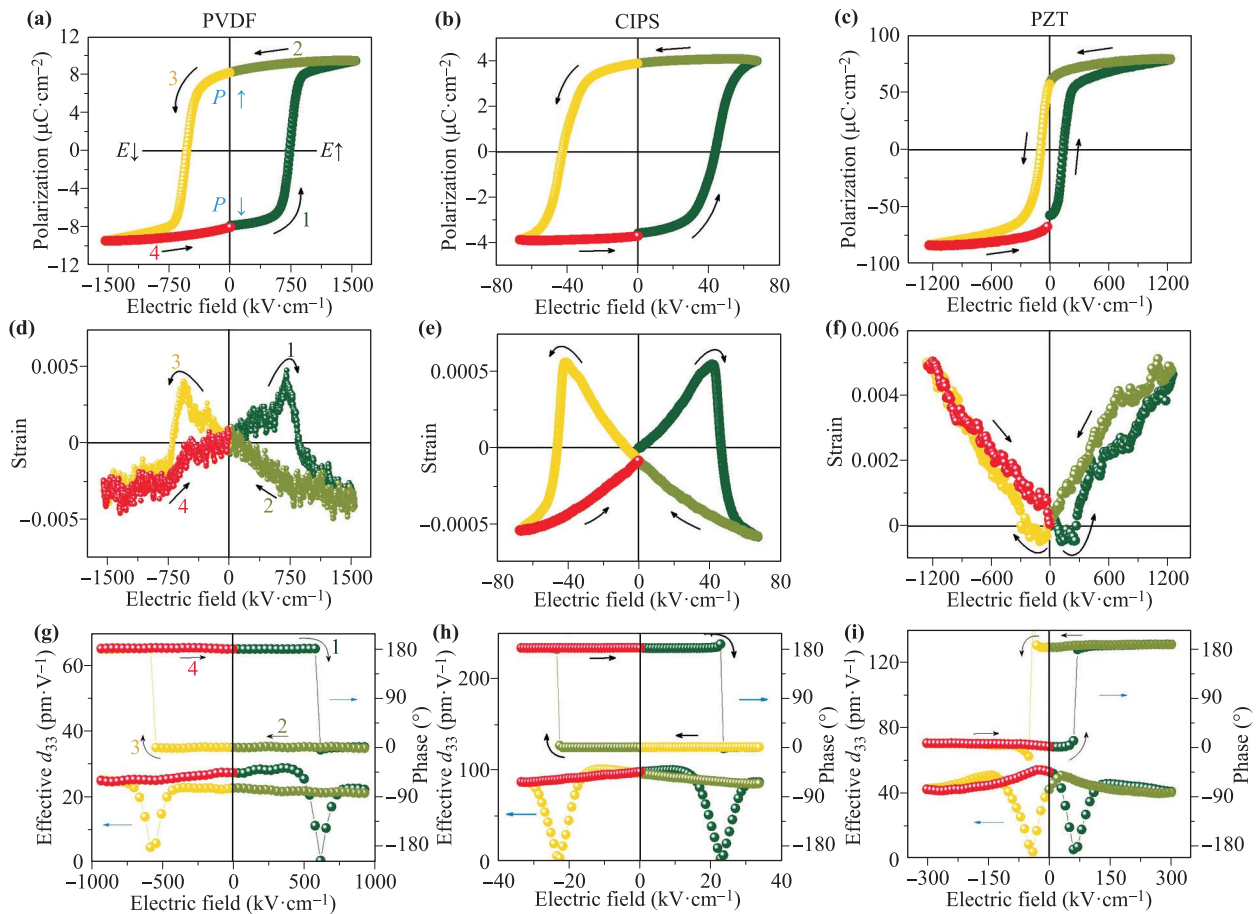 (a) PVDF
12
8
4
0
−4
−8
−12
Polarization (μC·cm−2)
2
3
P ↑
E↓
E↑
P ↓
1
4
−1500 −750 0 750 1500
Electric field (kV·cm−1)
(b) CIPS
4
2
0
−2
−4
Polarization (μC·cm−2)
−80 −40 0 40 80
Electric field (kV·cm−1)
(c) PZT
100
50
0
−50
−100
Polarization (μC·cm−2)
−1200 −600 0 600 1200
Electric field (kV·cm−1)
(d)
0.005
0
−0.005
Strain
3
1
4
2
−1500 −750 0 750 1500
Electric field (kV·cm−1)
(e)
0.0005
0
−0.0005
Strain
−80 −40 0 40 80
Electric field (kV·cm−1)
(f)
0.006
0.004
0.002
0
Strain
−1200 −600 0 600 1200
Electric field (kV·cm−1)
(g)
60
40
20
0
Effective d33 (pm·V−1)
1
4
2
3
180
90
0
−90
−180
Phase (°)
−1000 −500 0 500 1000
Electric field (kV·cm−1)
(h)
200
100
0
Effective d33 (pm·V−1)
180
90
0
−90
−180
Phase (°)
−40 −20 0 20 40
Electric field (kV·cm−1)
(i)
120
80
40
0
Effective d33 (pm·V−1)
180
90
0
−90
−180
Phase (°)
−300 −150 0 150 300
Electric field (kV·cm−1)